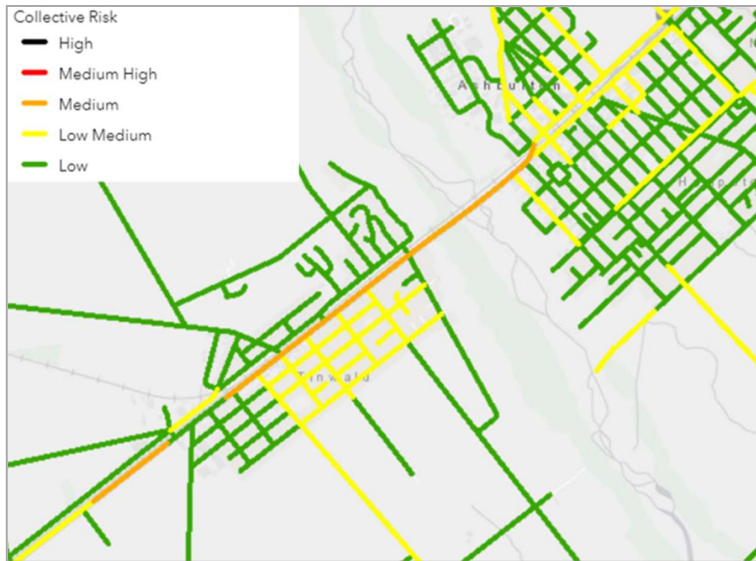 Collective Risk
High
Medium High
Medium
Low Medium
Low
Ashburton
Tinwald